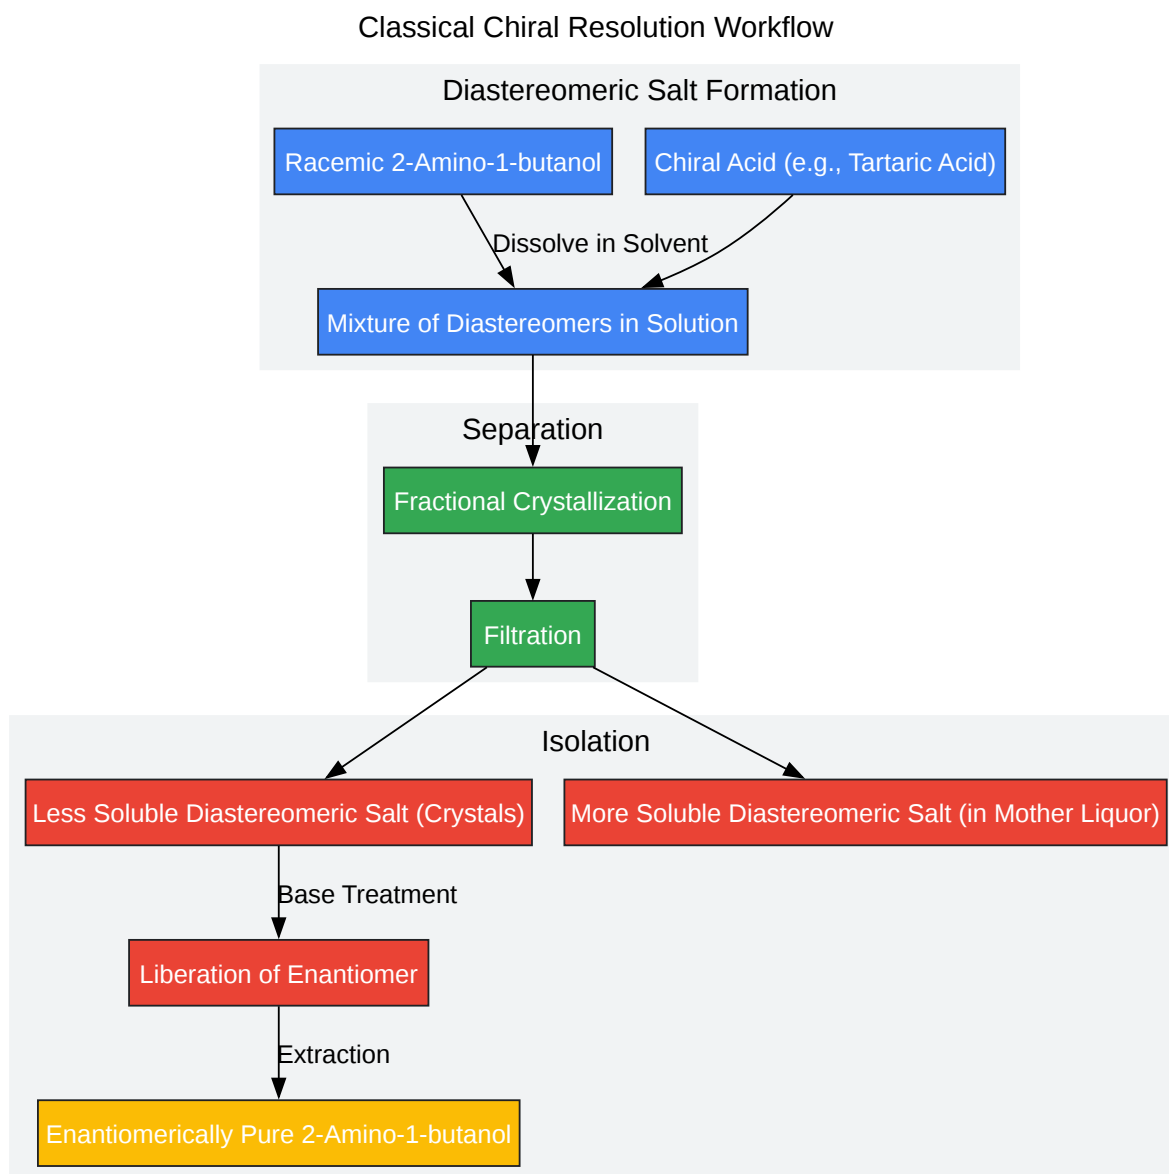 Classical Chiral Resolution Workflow
Diastereomeric Salt Formation
Racemic 2-Amino-1-butanol
Chiral Acid (e.g., Tartaric Acid)
Dissolve in Solvent
Mixture of Diastereomers in Solution
Separation
Fractional Crystallization
Filtration
Isolation
Less Soluble Diastereomeric Salt (Crystals)
More Soluble Diastereomeric Salt (in Mother Liquor)
Base Treatment
Liberation of Enantiomer
Extraction
Enantiomerically Pure 2-Amino-1-butanol